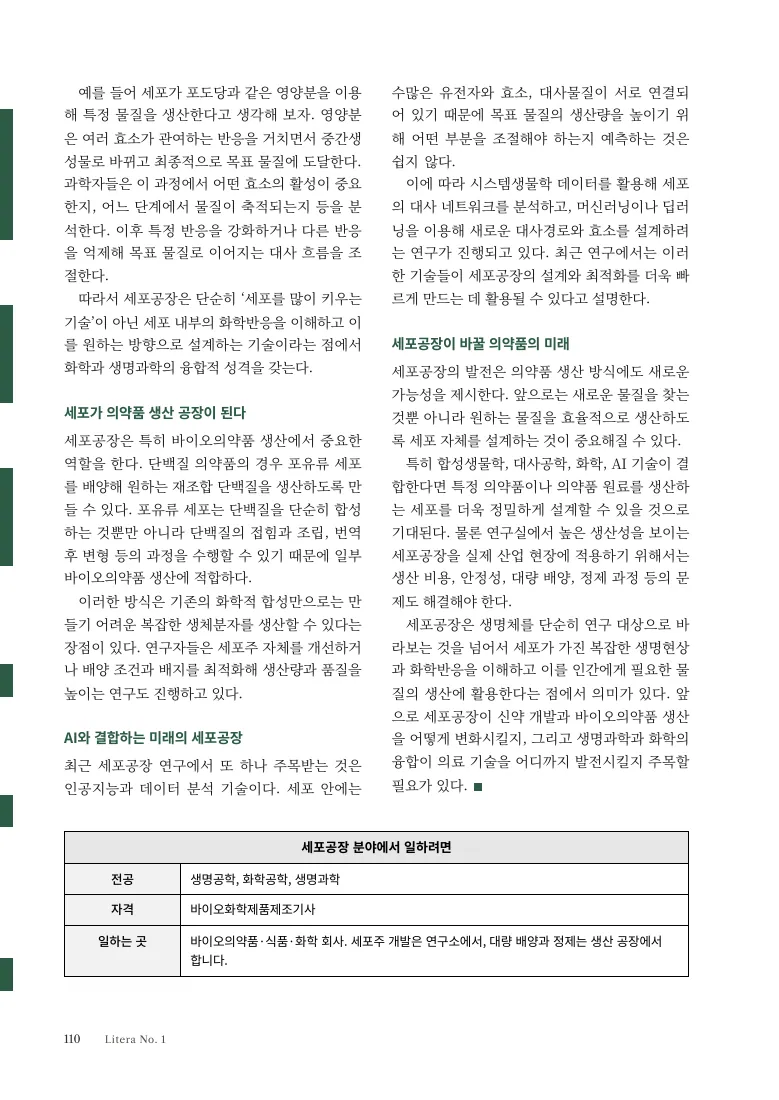 예를 들어 세포가 포도당과 같은 영양분을 이용
해 특정 물질을 생산한다고 생각해 보자. 영양분
은 여러 효소가 관여하는 반응을 거치면서 중간생
성물로 바뀌고 최종적으로 목표 물질에 도달한다.
과학자들은 이 과정에서 어떤 효소의 활성이 중요
한지, 어느 단계에서 물질이 축적되는지 등을 분
석한다. 이후 특정 반응을 강화하거나 다른 반응
을 억제해 목표 물질로 이어지는 대사 흐름을 조
절한다.
따라서 세포공장은 단순히 ‘세포를 많이 키우는
기술’이 아닌 세포 내부의 화학반응을 이해하고 이
를 원하는 방향으로 설계하는 기술이라는 점에서
화학과 생명과학의 융합적 성격을 갖는다.
세포가 의약품 생산 공장이 된다
세포공장은 특히 바이오의약품 생산에서 중요한
역할을 한다. 단백질 의약품의 경우 포유류 세포
를 배양해 원하는 재조합 단백질을 생산하도록 만
들 수 있다. 포유류 세포는 단백질을 단순히 합성
하는 것뿐만 아니라 단백질의 접힘과 조립, 번역
후 변형 등의 과정을 수행할 수 있기 때문에 일부
바이오의약품 생산에 적합하다.
이러한 방식은 기존의 화학적 합성만으로는 만
들기 어려운 복잡한 생체분자를 생산할 수 있다는
장점이 있다. 연구자들은 세포주 자체를 개선하거
나 배양 조건과 배지를 최적화해 생산량과 품질을
높이는 연구도 진행하고 있다.
AI와 결합하는 미래의 세포공장
최근 세포공장 연구에서 또 하나 주목받는 것은
인공지능과 데이터 분석 기술이다. 세포 안에는
수많은 유전자와 효소, 대사물질이 서로 연결되
어 있기 때문에 목표 물질의 생산량을 높이기 위
해 어떤 부분을 조절해야 하는지 예측하는 것은
쉽지 않다.
이에 따라 시스템생물학 데이터를 활용해 세포
의 대사 네트워크를 분석하고, 머신러닝이나 딥러
닝을 이용해 새로운 대사경로와 효소를 설계하려
는 연구가 진행되고 있다. 최근 연구에서는 이러
한 기술들이 세포공장의 설계와 최적화를 더욱 빠
르게 만드는 데 활용될 수 있다고 설명한다.
세포공장이 바꿀 의약품의 미래
세포공장의 발전은 의약품 생산 방식에도 새로운
가능성을 제시한다. 앞으로는 새로운 물질을 찾는
것뿐 아니라 원하는 물질을 효율적으로 생산하도
록 세포 자체를 설계하는 것이 중요해질 수 있다.
특히 합성생물학, 대사공학, 화학, AI 기술이 결
합한다면 특정 의약품이나 의약품 원료를 생산하
는 세포를 더욱 정밀하게 설계할 수 있을 것으로
기대된다. 물론 연구실에서 높은 생산성을 보이는
세포공장을 실제 산업 현장에 적용하기 위해서는
생산 비용, 안정성, 대량 배양, 정제 과정 등의 문
제도 해결해야 한다.
세포공장은 생명체를 단순히 연구 대상으로 바
라보는 것을 넘어서 세포가 가진 복잡한 생명현상
과 화학반응을 이해하고 이를 인간에게 필요한 물
질의 생산에 활용한다는 점에서 의미가 있다. 앞
으로 세포공장이 신약 개발과 바이오의약품 생산
을 어떻게 변화시킬지, 그리고 생명과학과 화학의
융합이 의료 기술을 어디까지 발전시킬지 주목할
필요가 있다. ■
세포공장 분야에서 일하려면
전공 생명공학, 화학공학, 생명과학
자격 바이오화학제품제조기사
일하는 곳 바이오의약품·식품·화학 회사. 세포주 개발은 연구소에서, 대량 배양과 정제는 생산 공장에서
합니다.
110 Litera No. 1